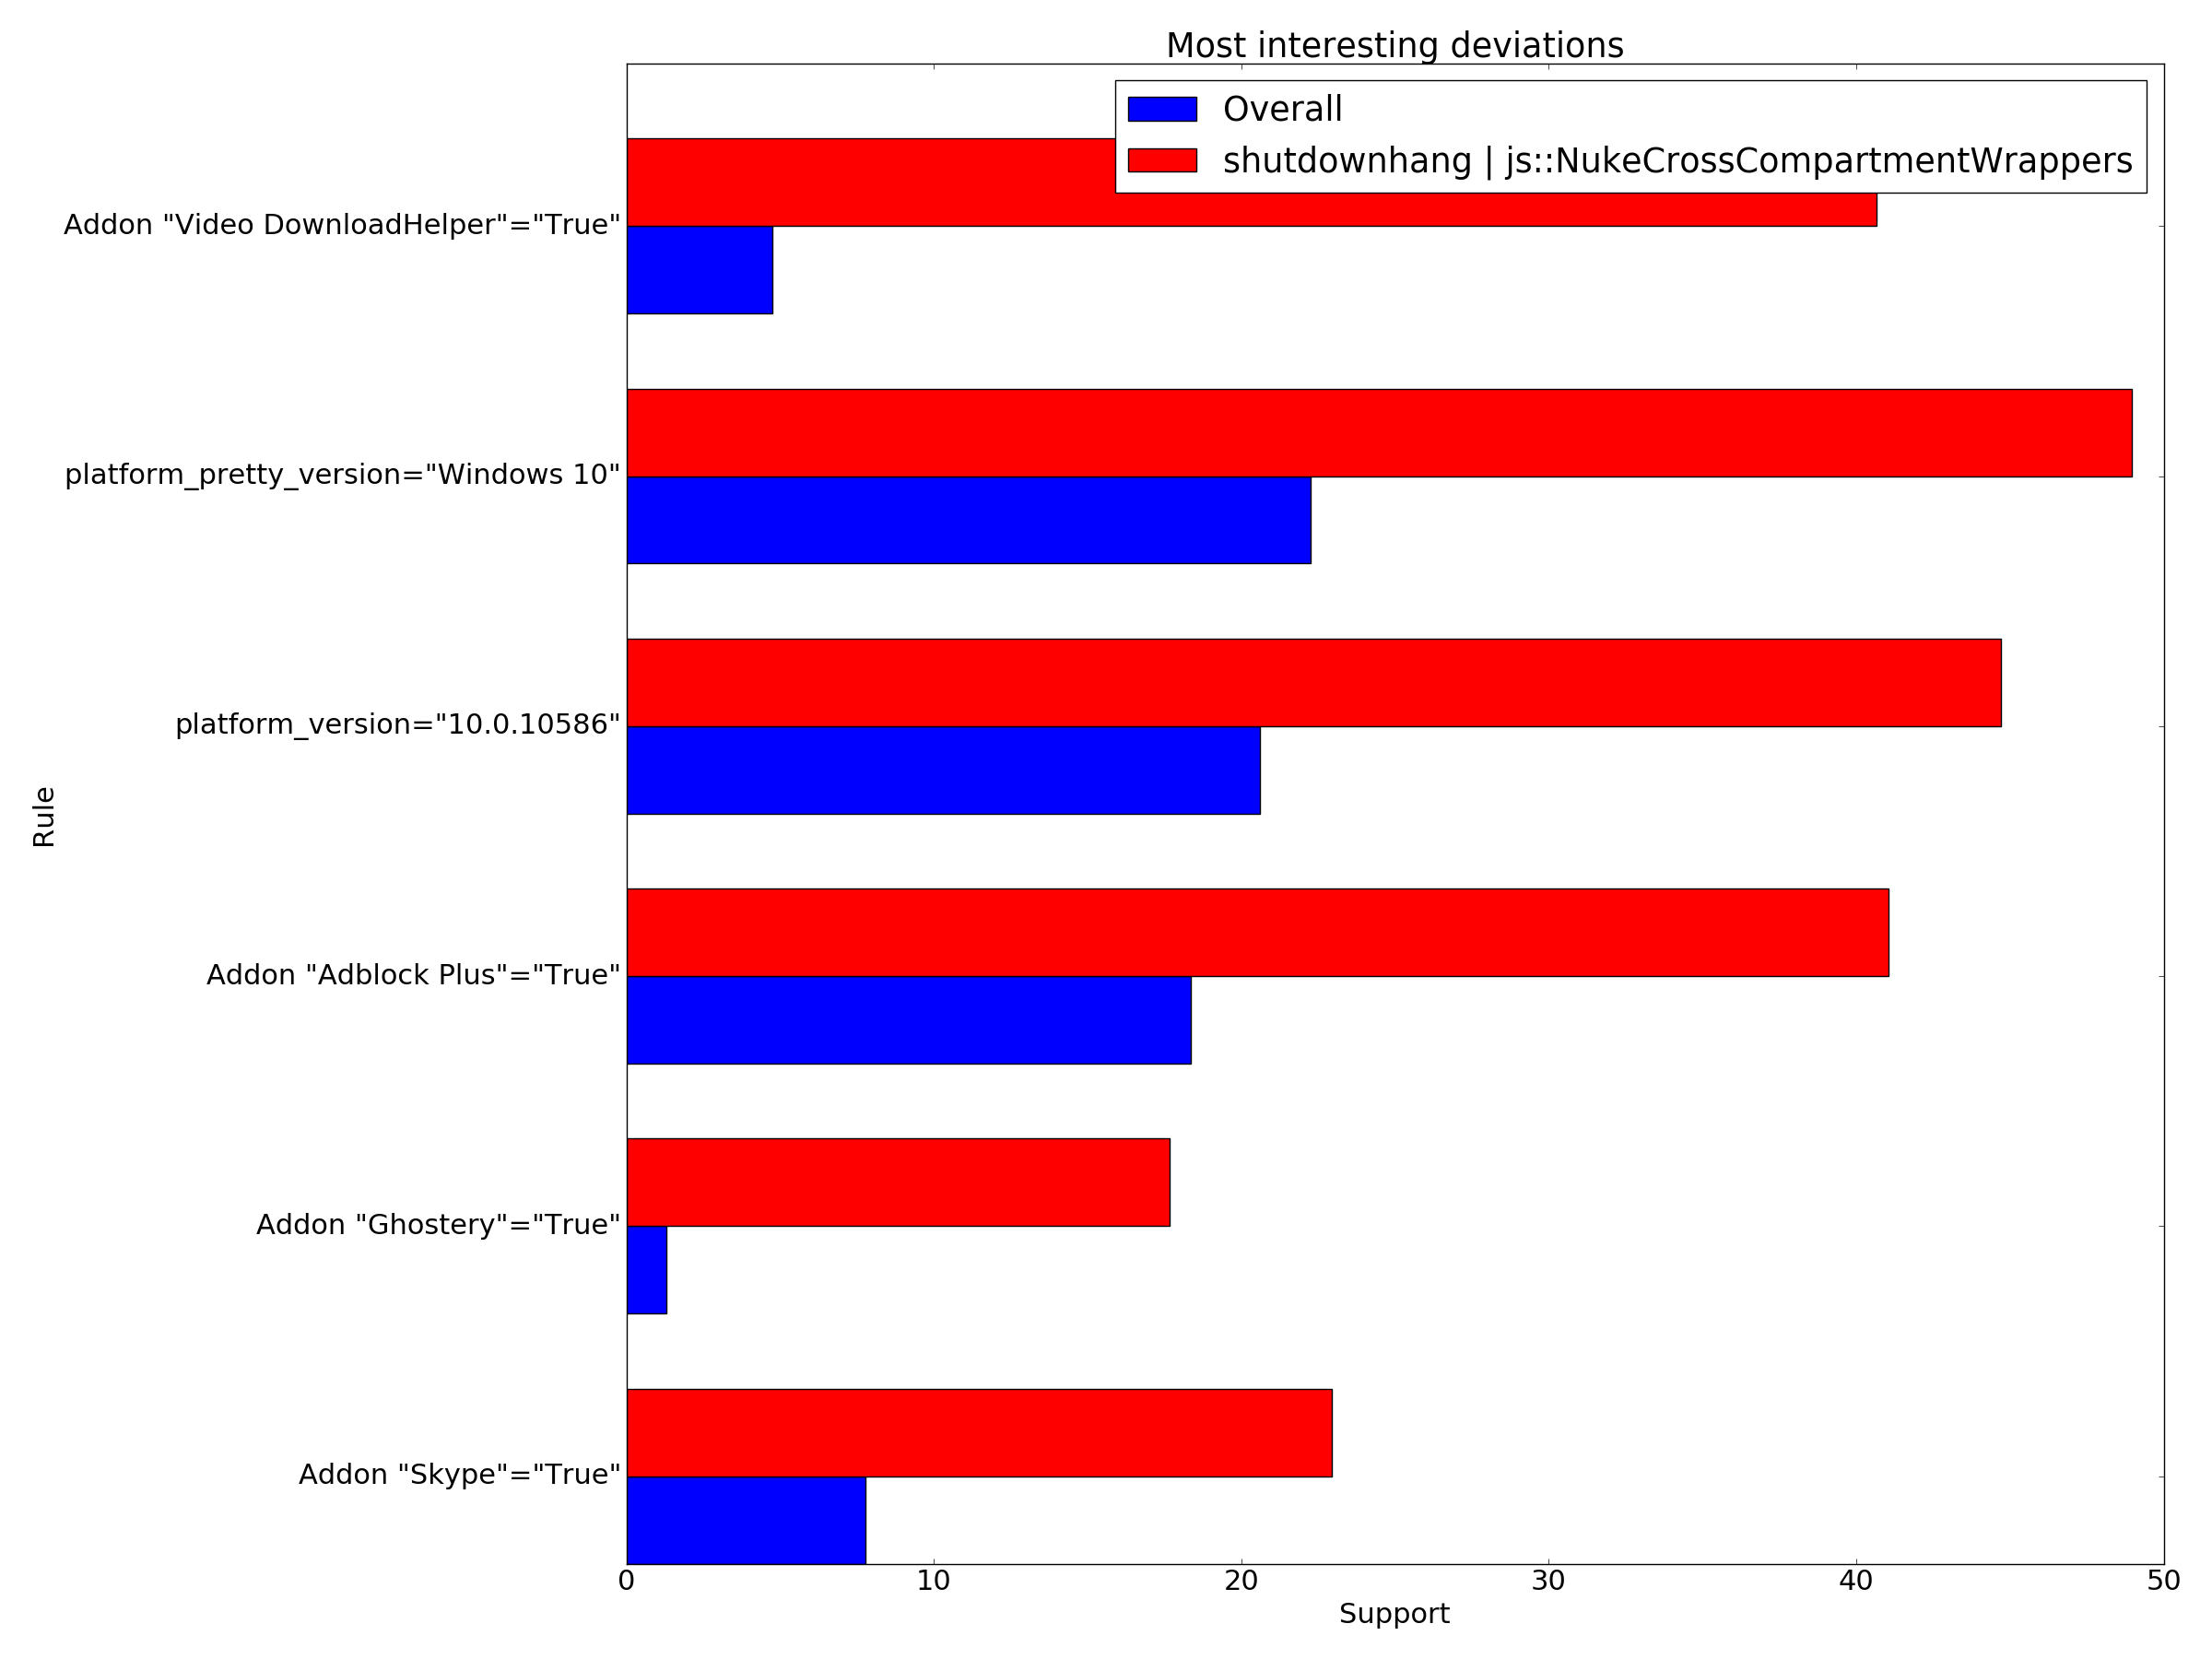 Most interesting deviations
Overall
shutdownhang | js::NukeCrossCompartmentWrappers
Addon "Video DownloadHelper"="True"
platform_pretty_version="Windows 10"
platform_version="10.0.10586"
Rule
Addon "Adblock Plus"="True"
Addon "Ghostery"="True"
Addon "Skype"="True"
0 10 20 30 40 50
Support